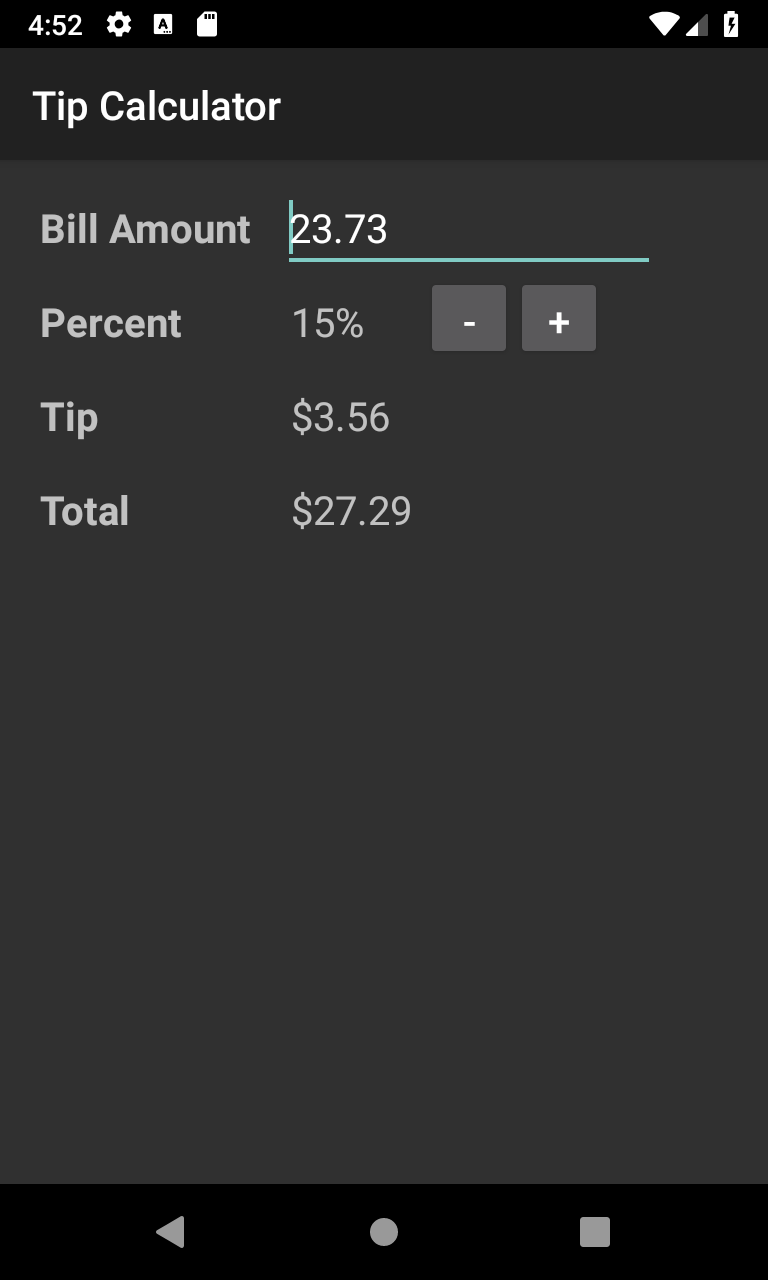 4:52
Tip Calculator
Bill Amount 23.73
Percent 15% - +
Tip $3.56
Total $27.29